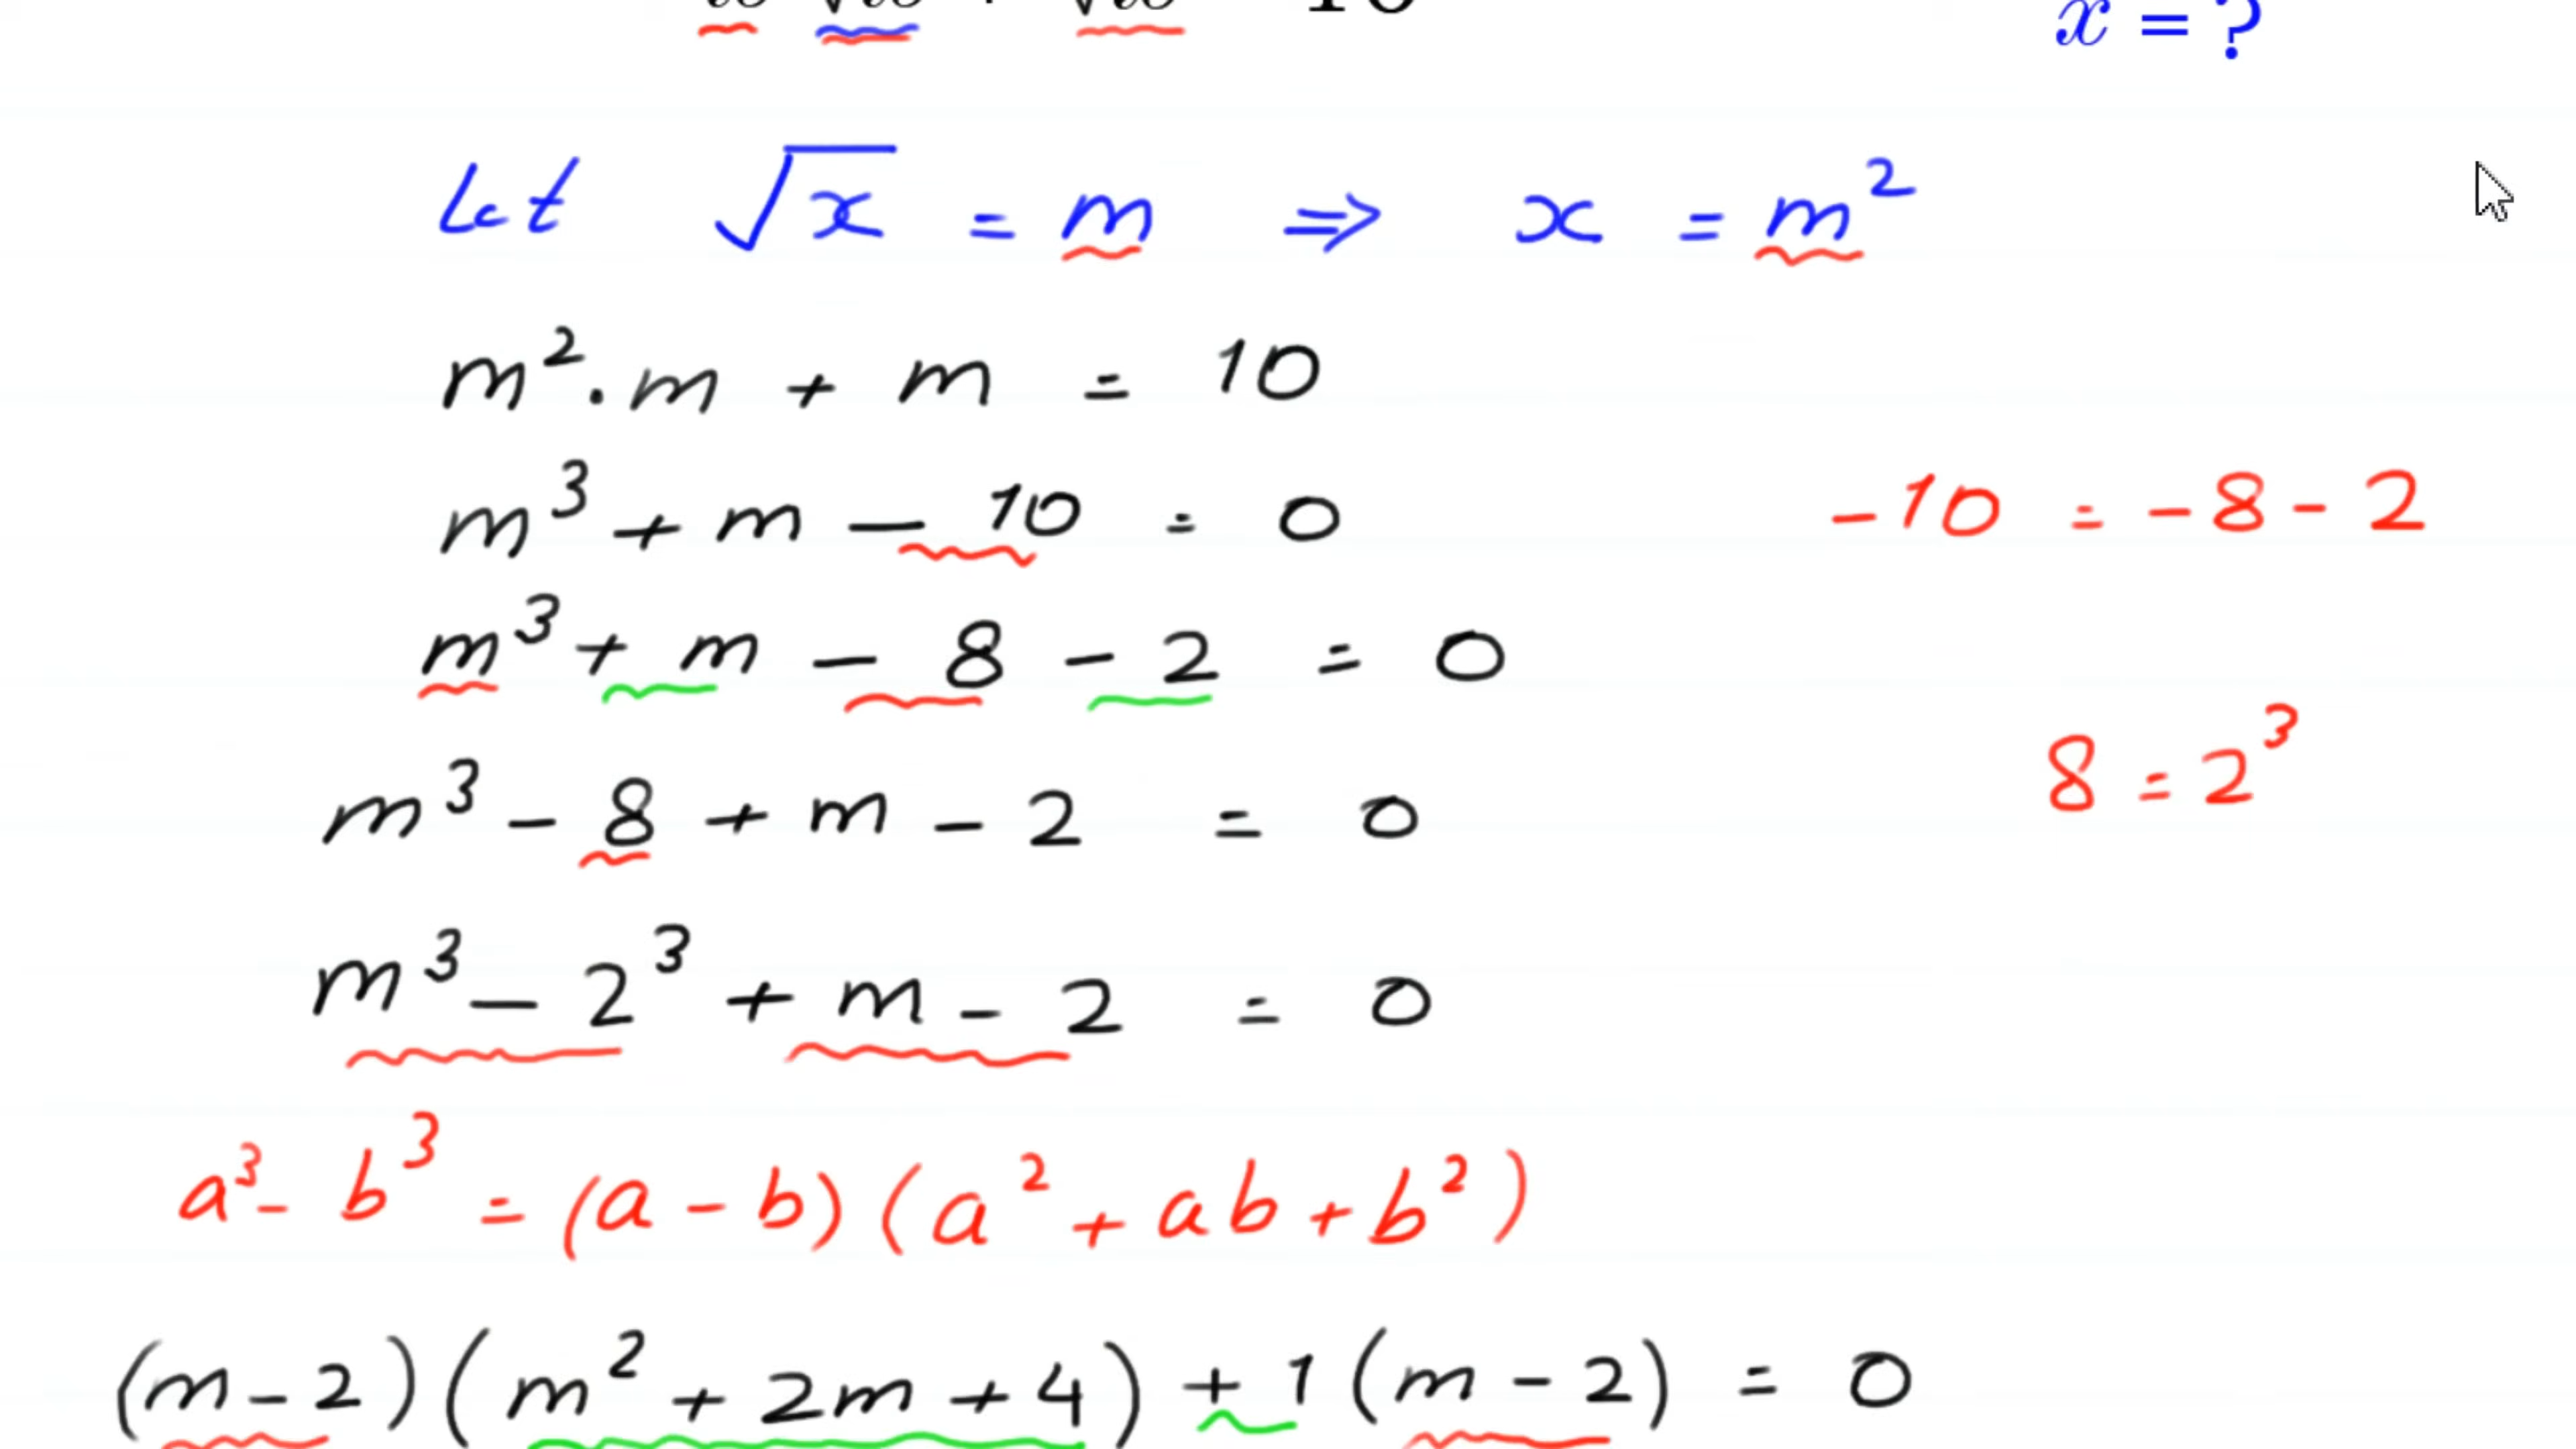 x = ?
Let √x = m ⇒ x = m²
m² · m + m = 10
m³ + m − 10 = 0
−10 = −8 − 2
m³ + m − 8 − 2 = 0
8 = 2³
m³ − 8 + m − 2 = 0
m³ − 2³ + m − 2 = 0
a³ − b³ = (a − b)(a² + ab + b²)
(m − 2)(m² + 2m + 4) + 1(m − 2) = 0